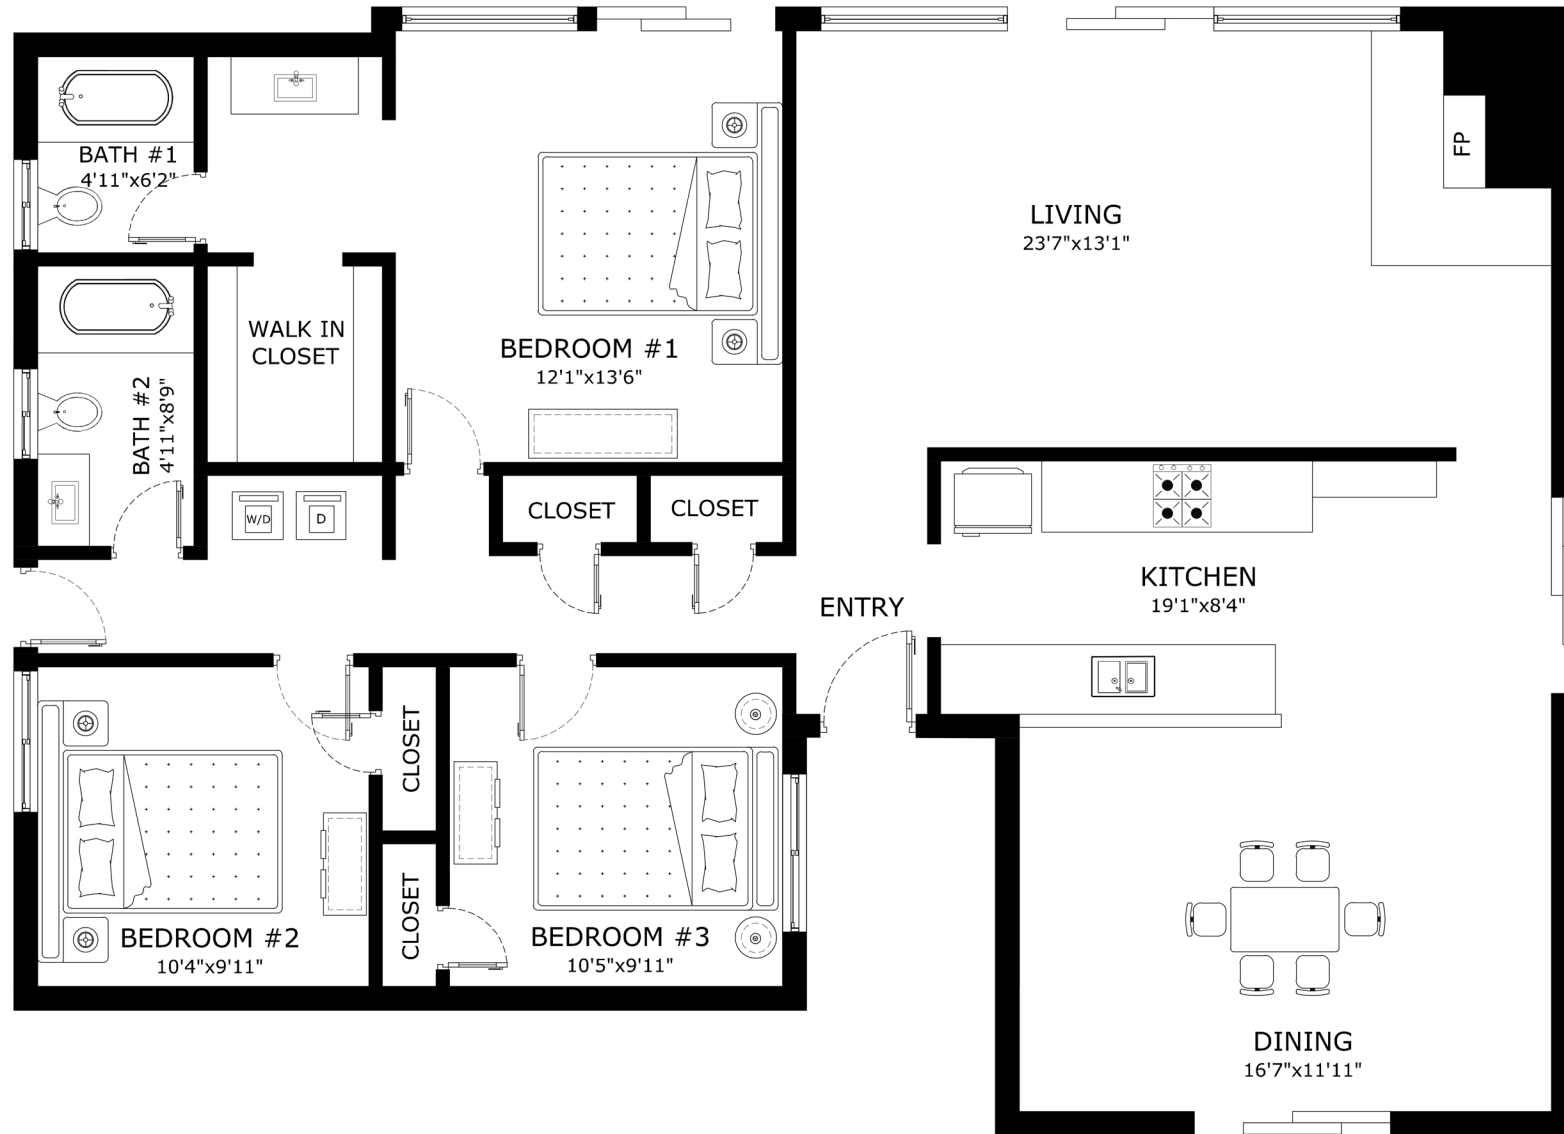 BATH #1
4'11"x6'2"
FP
LIVING
23'7"x13'1"
WALK IN
CLOSET
BEDROOM #1
12'1"x13'6"
BATH #2
4'11"x8'9"
W/D
D
CLOSET
CLOSET
KITCHEN
19'1"x8'4"
ENTRY
CLOSET
CLOSET
BEDROOM #2
10'4"x9'11"
BEDROOM #3
10'5"x9'11"
DINING
16'7"x11'11"